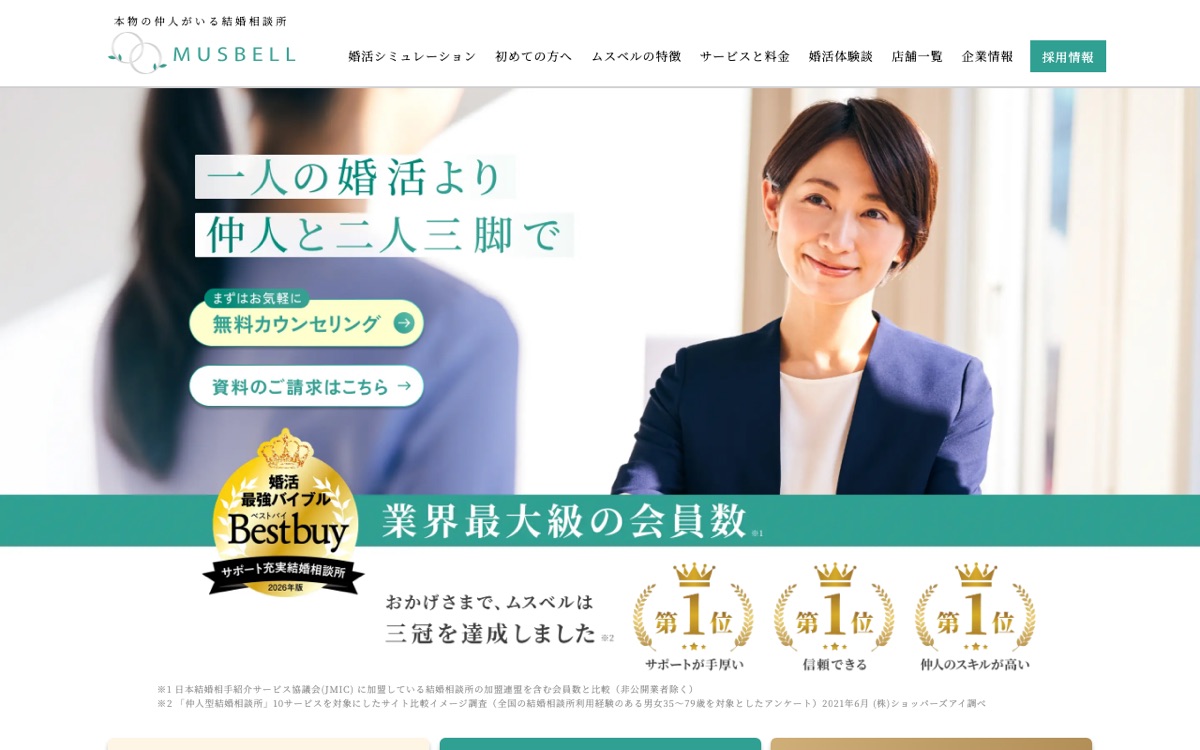 本物の仲人がいる結婚相談所
MUSBELL
婚活シミュレーション 初めての方へ ムスベルの特徴 サービスと料金 婚活体験談 店舗一覧 企業情報 採用情報
一人の婚活より
仲人と二人三脚で
まずはお気軽に
無料カウンセリング
資料のご請求はこちら
婚活
最強バイブル
ベストバイ
Bestbuy
サポート充実結婚相談所
2026年版
業界最大級の会員数 ※1
おかげさまで、ムスベルは
三冠を達成しました ※2
第1位
サポートが手厚い
第1位
信頼できる
第1位
仲人のスキルが高い
※1 日本結婚相手紹介サービス協議会(JMIC) に加盟している結婚相談所の加盟連盟を含む会員数と比較（非公開業者除く）
※2 「仲人型結婚相談所」10サービスを対象にしたサイト比較イメージ調査（全国の結婚相談所利用経験のある男女35〜79歳を対象としたアンケート）2021年6月 (株)ショッパーズアイ調べ